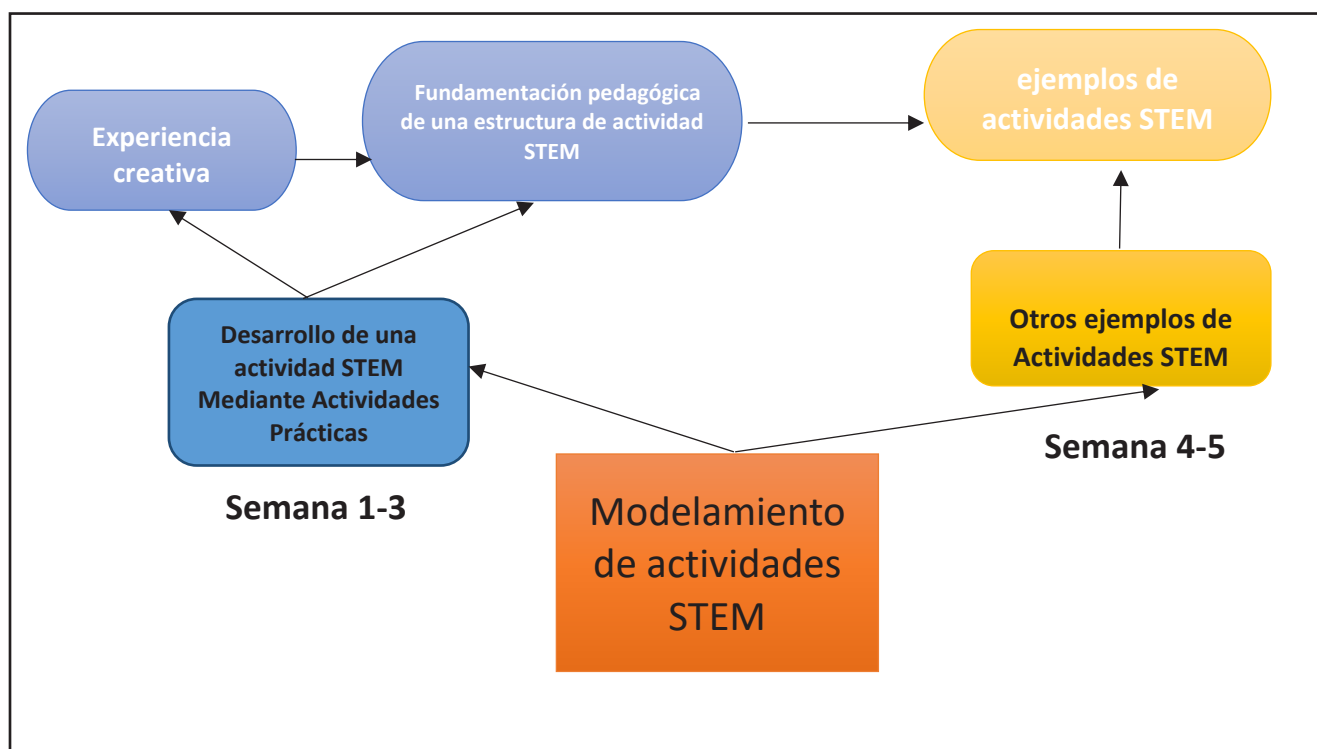 Experiencia
creativa
Fundamentación pedagógica
de una estructura de actividad
STEM
ejemplos de
actividades STEM
Desarrollo de una
actividad STEM
Mediante Actividades
Prácticas
Semana 1-3
Otros ejemplos de
Actividades STEM
Semana 4-5
Modelamiento
de actividades
STEM